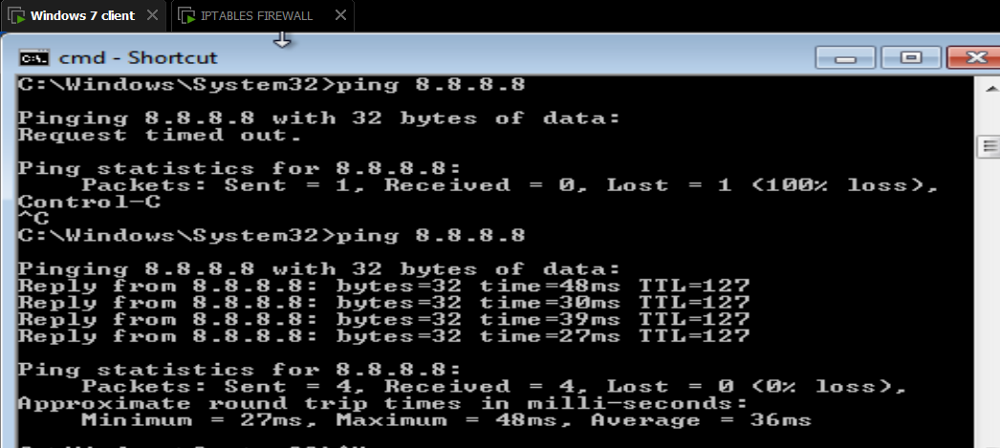 Windows 7 client
IPTABLES FIREWALL
cmd - Shortcut
C:\Windows\System32>ping 8.8.8.8
Pinging 8.8.8.8 with 32 bytes of data:
Request timed out.
Ping statistics for 8.8.8.8:
Packets: Sent = 1, Received = 0, Lost = 1 (100% loss),
Control-C
^C
C:\Windows\System32>ping 8.8.8.8
Pinging 8.8.8.8 with 32 bytes of data:
Reply from 8.8.8.8: bytes=32 time=48ms TTL=127
Reply from 8.8.8.8: bytes=32 time=30ms TTL=127
Reply from 8.8.8.8: bytes=32 time=39ms TTL=127
Reply from 8.8.8.8: bytes=32 time=27ms TTL=127
Ping statistics for 8.8.8.8:
Packets: Sent = 4, Received = 4, Lost = 0 (0% loss),
Approximate round trip times in milli-seconds:
Minimum = 27ms, Maximum = 48ms, Average = 36ms